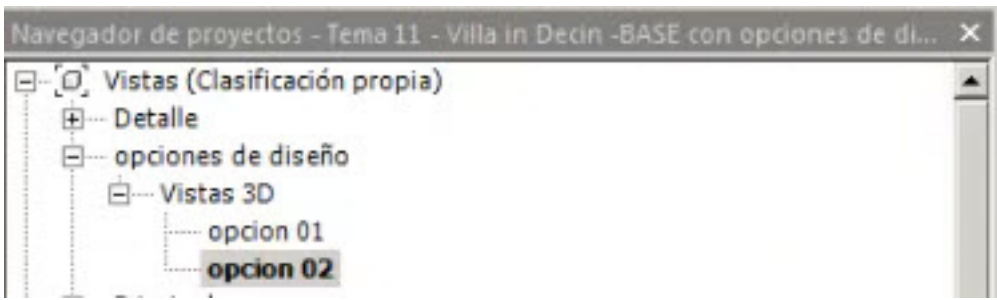 Navegador de proyectos - Tema 11 - Villa in Decin -BASE con opciones de di...
Vistas (Clasificación propia)
Detalle
opciones de diseño
Vistas 3D
opcion 01
opcion 02